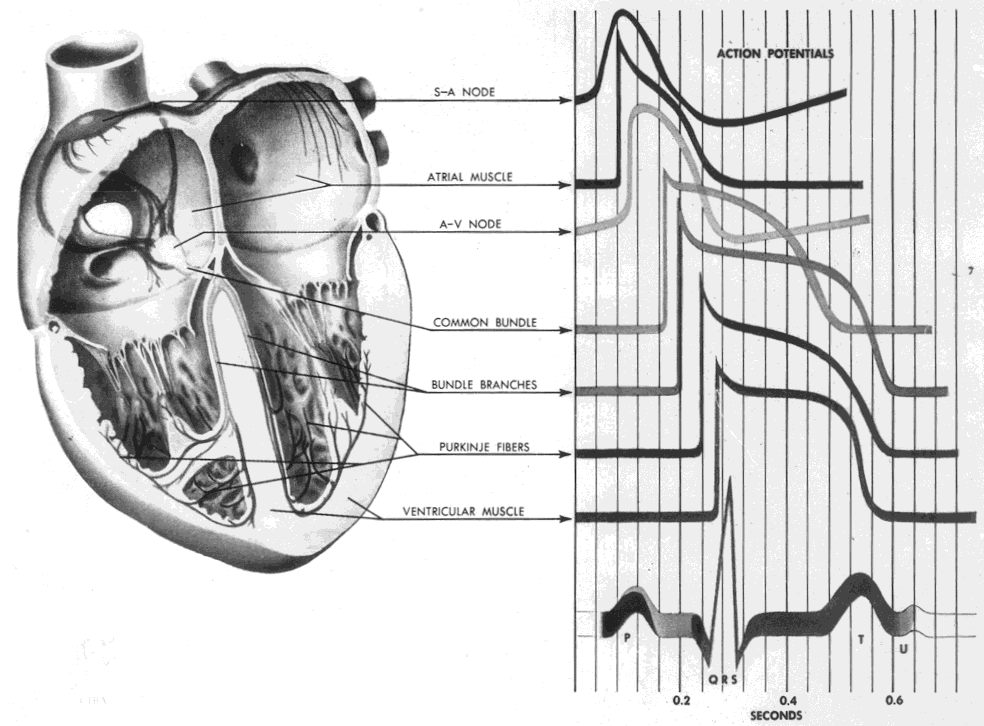 ACTION POTENTIALS
S-A NODE
ATRIAL MUSCLE
A-V NODE
COMMON BUNDLE
BUNDLE BRANCHES
PURKINJE FIBERS
VENTRICULAR MUSCLE
P
T
U
QRS
0.2 0.4 0.6
SECONDS